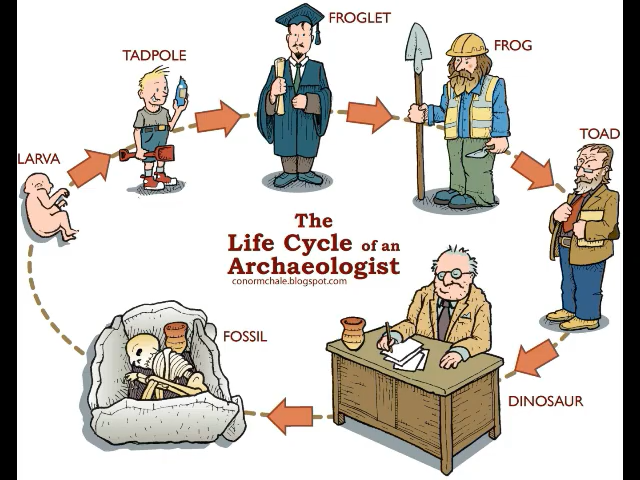 FROGLET
FROG
TADPOLE
TOAD
LARVA
The
Life Cycle of an
Archaeologist
conormchale.blogspot.com
FOSSIL
DINOSAUR